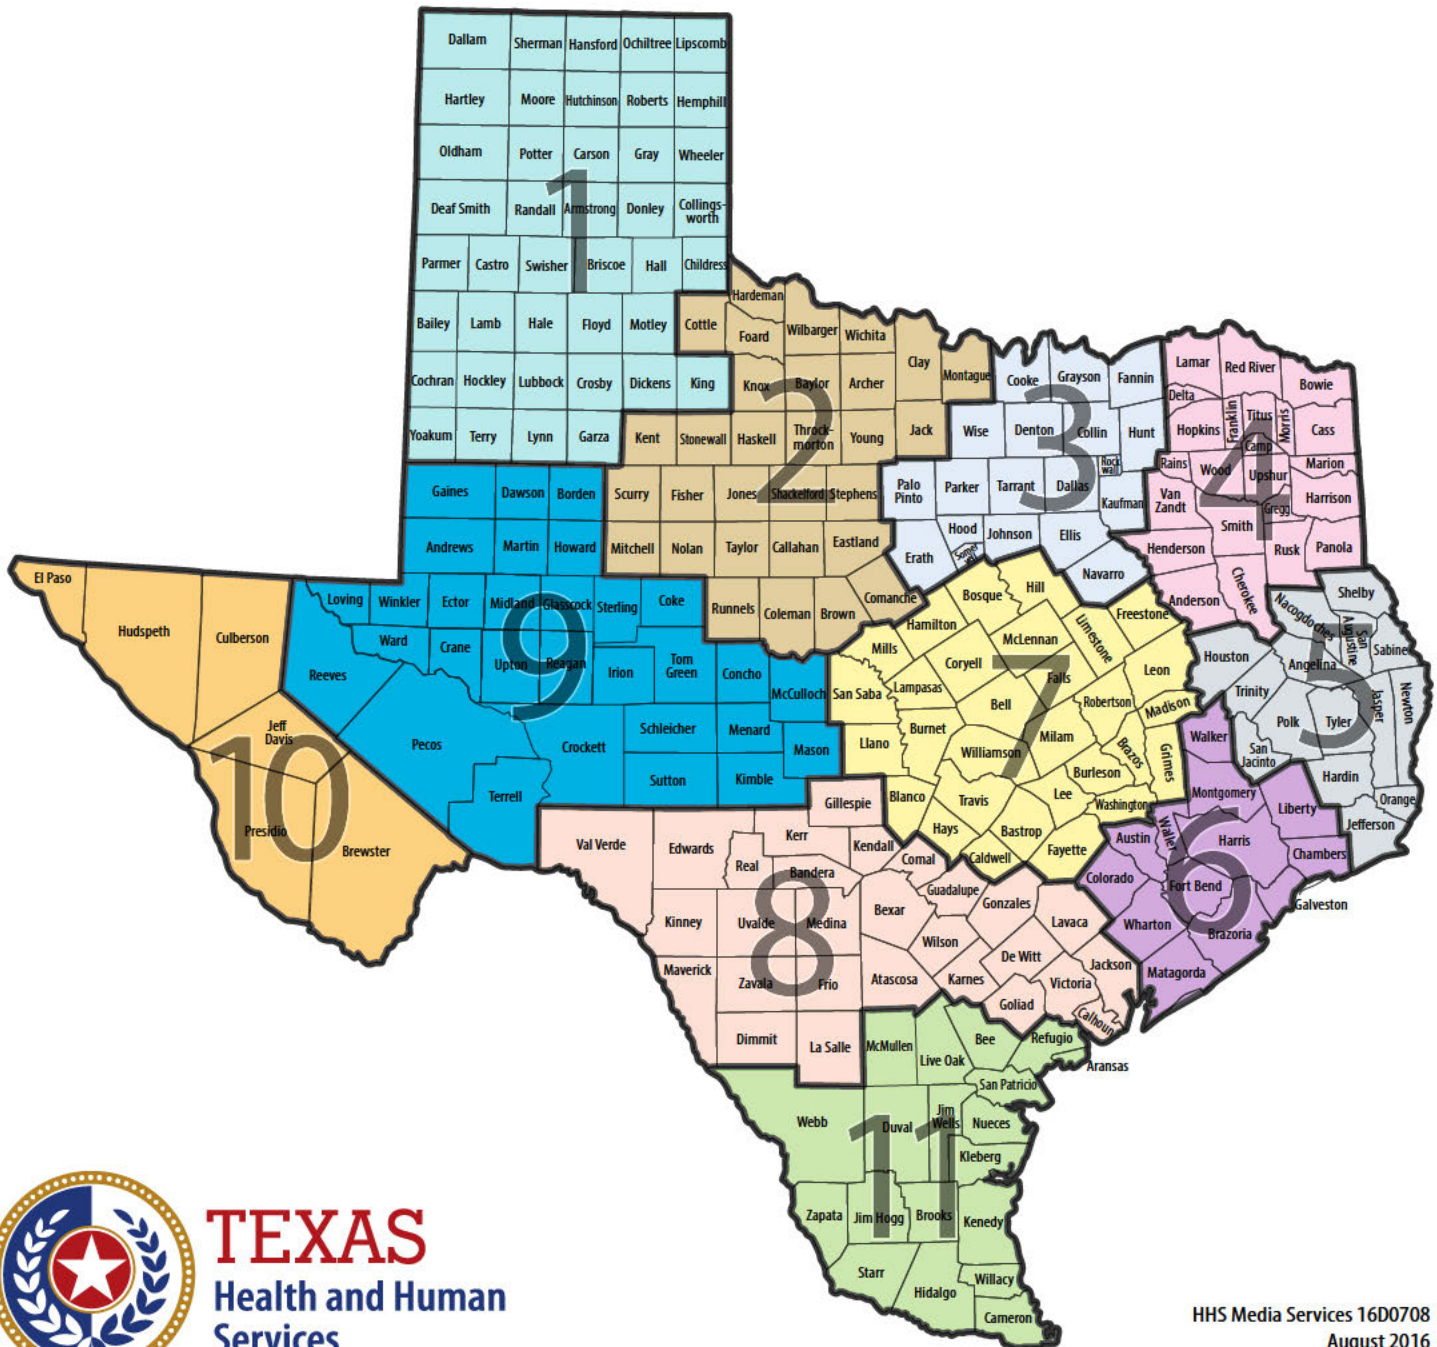 Dallam Sherman Hansford Ochiltree Lipscomb
Hartley Moore Hutchinson Roberts Hemphill
Oldham Potter Carson Gray Wheeler
1
Deaf Smith Randall Armstrong Donley Collings-
worth
Parmer Castro Swisher Briscoe Hall Childress
Hardeman
Bailey Lamb Hale Floyd Motley Cottle Foard Wilbarger Wichita
Clay
Cochran Hockley Lubbock Crosby Dickens King Knox Baylor Archer Montague
2
Yoakum Terry Lynn Garza Kent Stonewall Haskell Throck-
morton Young Jack
Gaines Dawson Borden Scurry Fisher Jones Shackelford Stephens
Andrews Martin Howard Mitchell Nolan Taylor Callahan Eastland
Comanche
Runnels Coleman Brown
Cooke Grayson Fannin
3
Wise Denton Collin Hunt
Rock
wall
Palo
Pinto Parker Tarrant Dallas Kaufman
Hood Johnson Ellis
Erath Somervell Navarro
Lamar Red River Bowie
Delta
Hopkins Franklin Titus Morris Cass
4
Camp
Rains Wood Upshur Marion
Van
Zandt Gregg Harrison
Smith
Henderson Rusk Panola
Anderson Cherokee
Shelby
Nacogdoches San
Augustine Sabine
Houston Angelina
5
Trinity Polk Tyler Jasper Newton
San
Jacinto Hardin
Orange
Jefferson
El Paso
Hudspeth Culberson
Jeff
Davis
10
Presidio
Brewster
Loving Winkler Ector Midland Glasscock Sterling Coke
9
Ward Crane Upton Reagan Irion Tom
Green Concho
McCulloch
Reeves
Pecos Crockett Schleicher Menard Mason
Terrell Sutton Kimble
Bosque Hill
Hamilton McLennan Limestone Freestone
Mills Coryell Falls Leon
7
San Saba Lampasas Bell Robertson Madison
Burnet Milam Brazos Grimes
Llano Williamson
Burleson
Blanco Travis Lee Washington
Hays Bastrop
Caldwell Fayette
Walker
Montgomery Liberty
Austin Waller Harris
6
Chambers
Colorado Fort Bend
Galveston
Wharton Brazoria
Matagorda
Gillespie
Val Verde Edwards Kerr Kendall
Real Bandera Comal
8
Guadalupe
Kinney Uvalde Medina Bexar Gonzales
Wilson Lavaca
De Witt
Maverick Zavala Frio Atascosa Karnes Victoria Jackson
Goliad
Calhoun
Dimmit La Salle
McMullen Bee Refugio
Live Oak Aransas
San Patricio
Webb Duval Jim
Wells Nueces
11
Kleberg
Zapata Jim Hogg Brooks Kenedy
Starr Willacy
Hidalgo
Cameron
TEXAS
Health and Human
Services
HHS Media Services 16D0708
August 2016